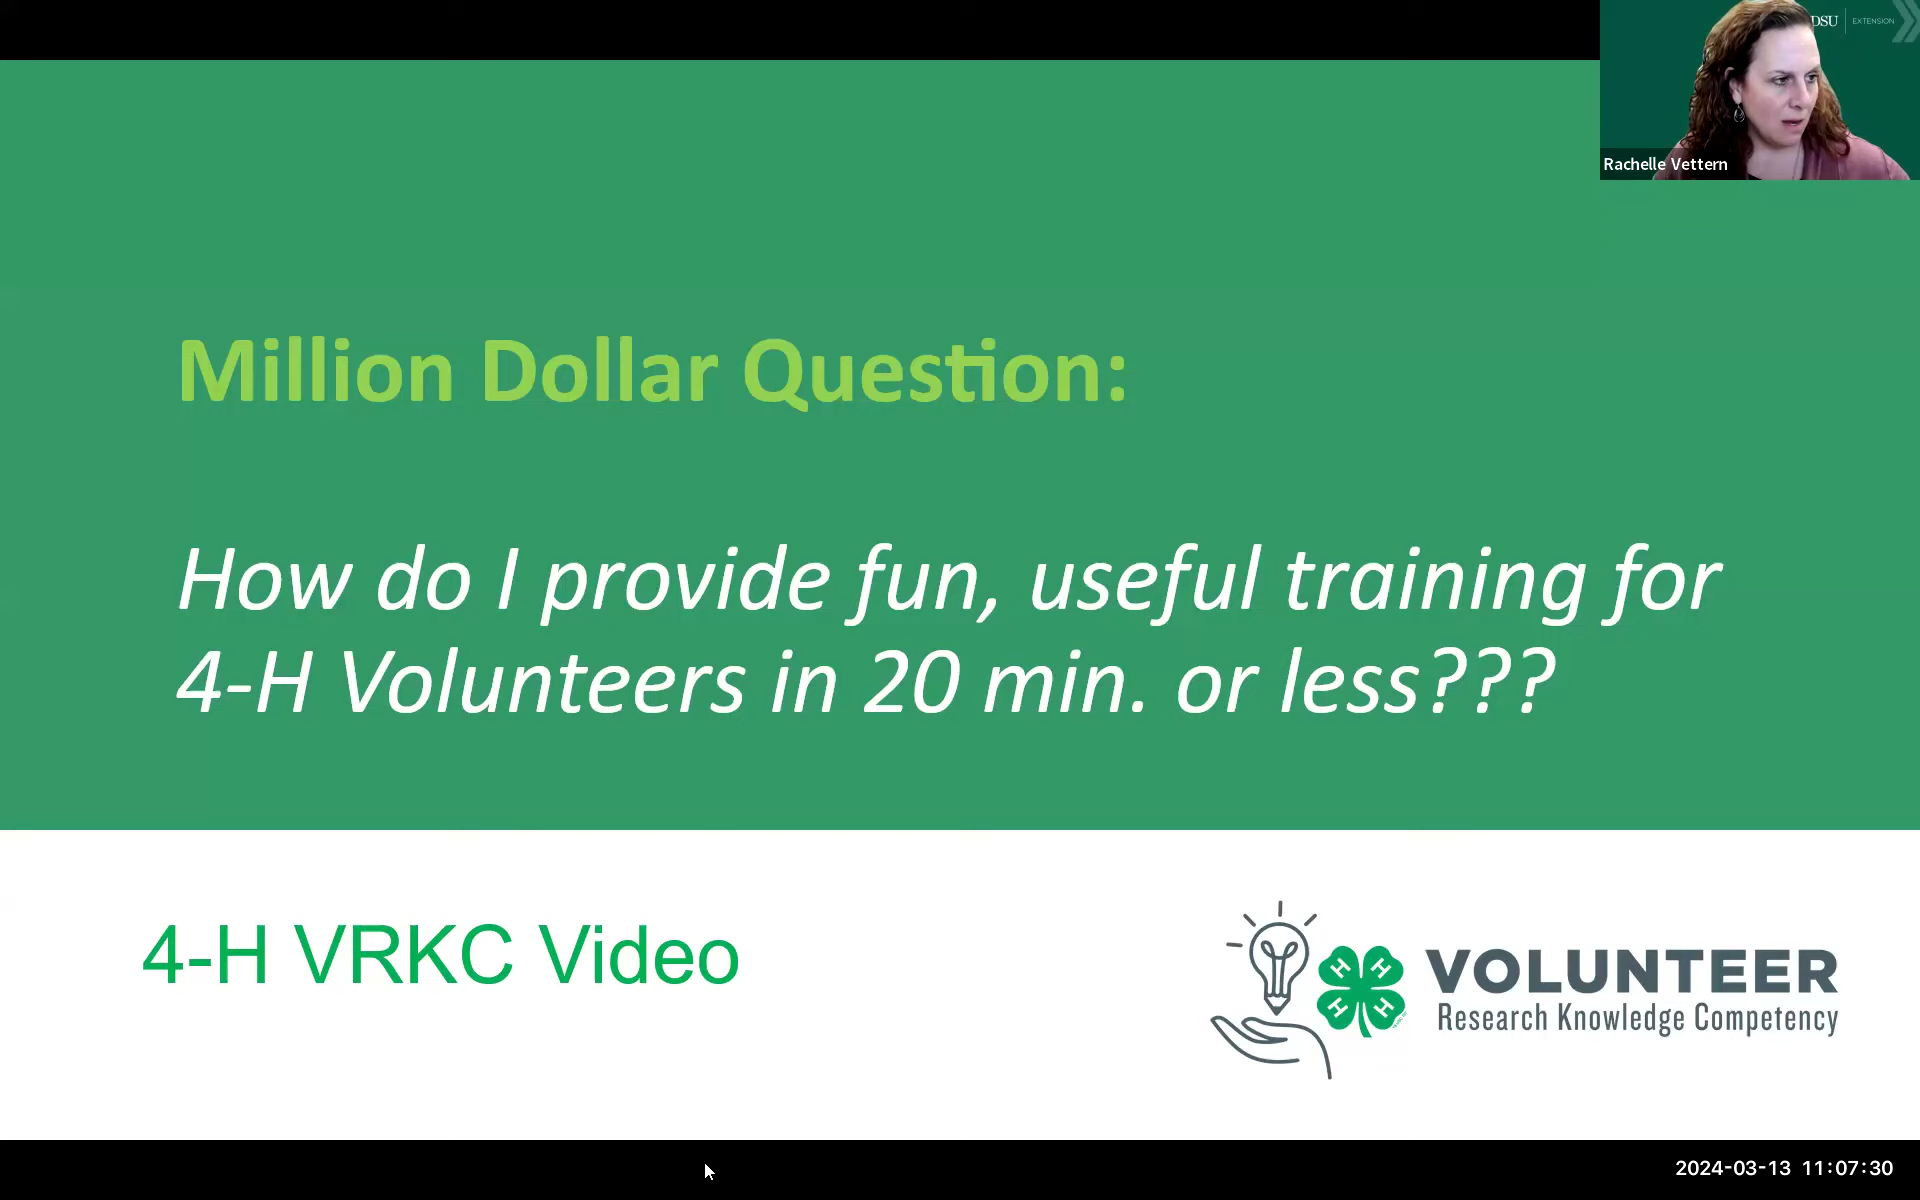 DSU EXTENSION
Rachelle Vettern
Million Dollar Question:
How do I provide fun, useful training for
4-H Volunteers in 20 min. or less???
4-H VRKC Video
H H
H H
VOLUNTEER
Research Knowledge Competency
2024-03-13 11:07:30